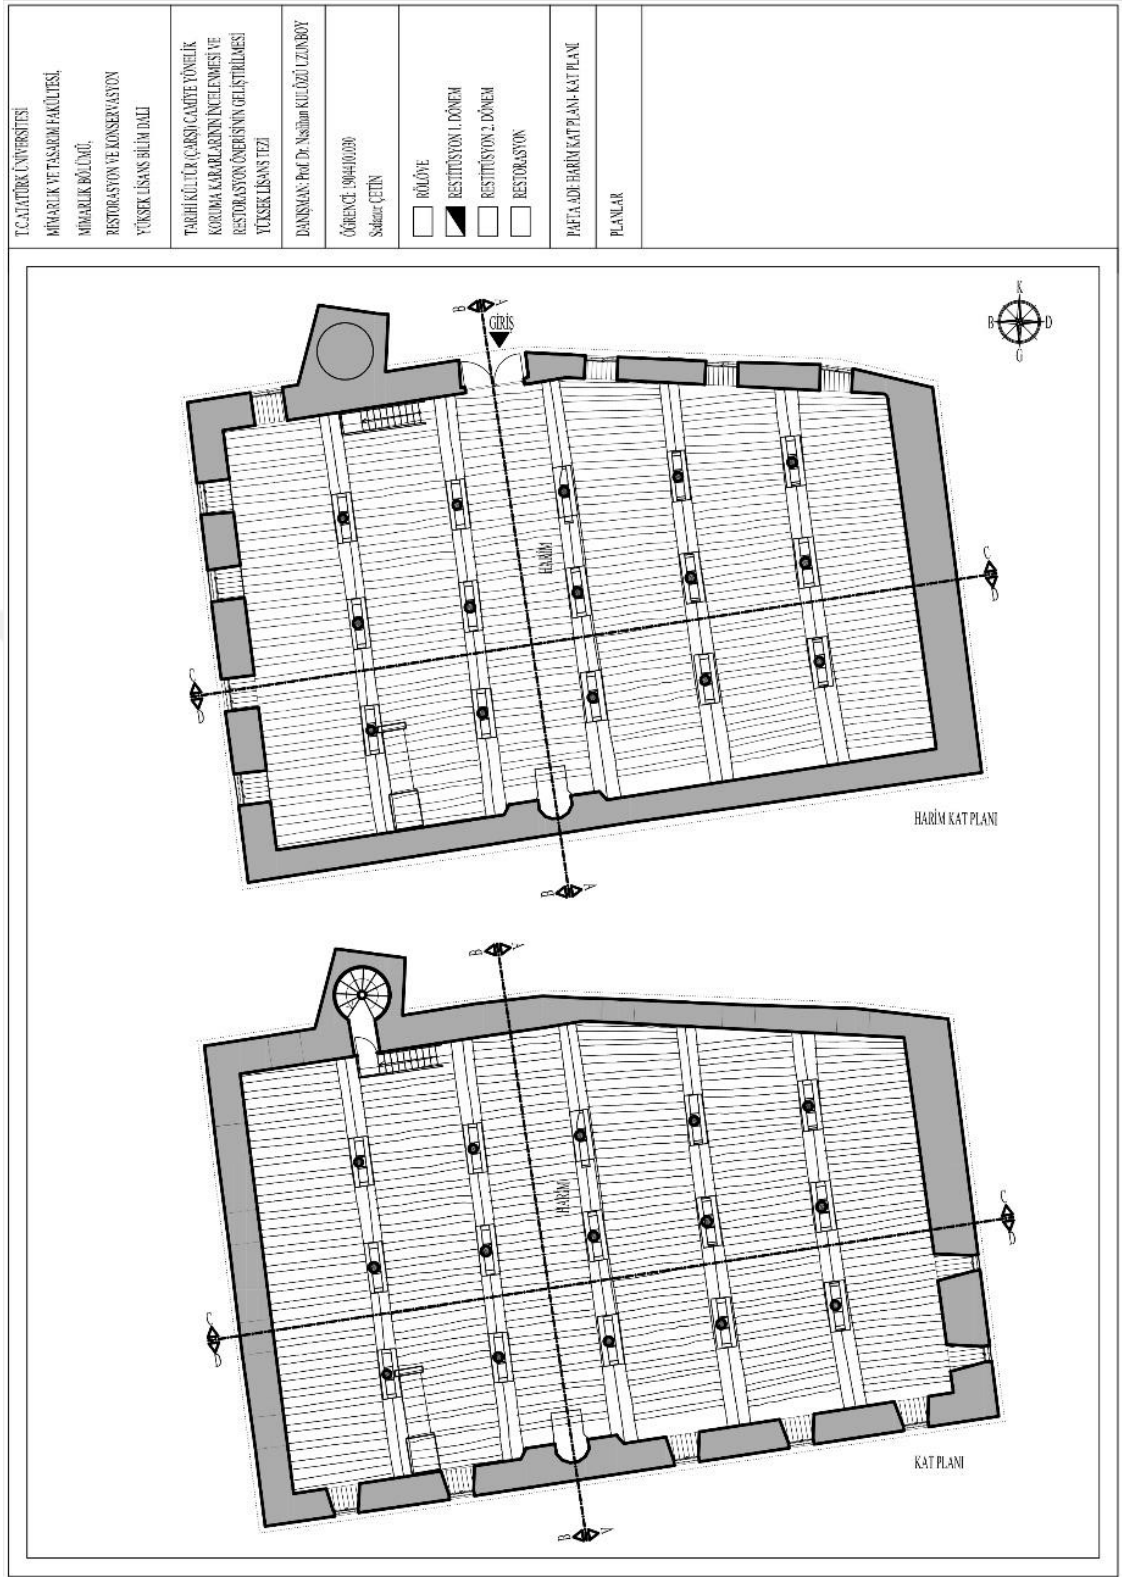 T.C.ATATÜRK ÜNİVERSİTESİ
MİMARLIK VE TASARIM FAKÜLTESİ,
MİMARLIK BÖLÜMÜ,
RESTORASYON VE KONSERVASYON
YÜKSEK LİSANS BİLİM DALI
TARİHİ KÜLTÜR (ÇARŞI) CAMİYE YÖNELİK
KORUMA KARARLARININ İNCELENMESİ VE
RESTORASYON ÖNERİSİNİN GELİŞTİRİLMESİ
YÜKSEK LİSANS TEZİ
DANIŞMAN: Prof. Dr. Neslihan KULÖZÜ UZUNBOY
ÖĞRENCİ:
ÇETİN
RÖLÖVE
RESTİTÜSYON 1. DÖNEM
RESTİTÜSYON 2. DÖNEM
RESTORASYON
PAFTA ADI: HARİM KAT PLANI- KAT PLANI
PLANLAR
K
B
D
G
B
A
GİRİŞ
HARİM
C
D
C
D
B
A
HARİM KAT PLANI
B
A
HARİM
C
D
C
D
B
A
KAT PLANI